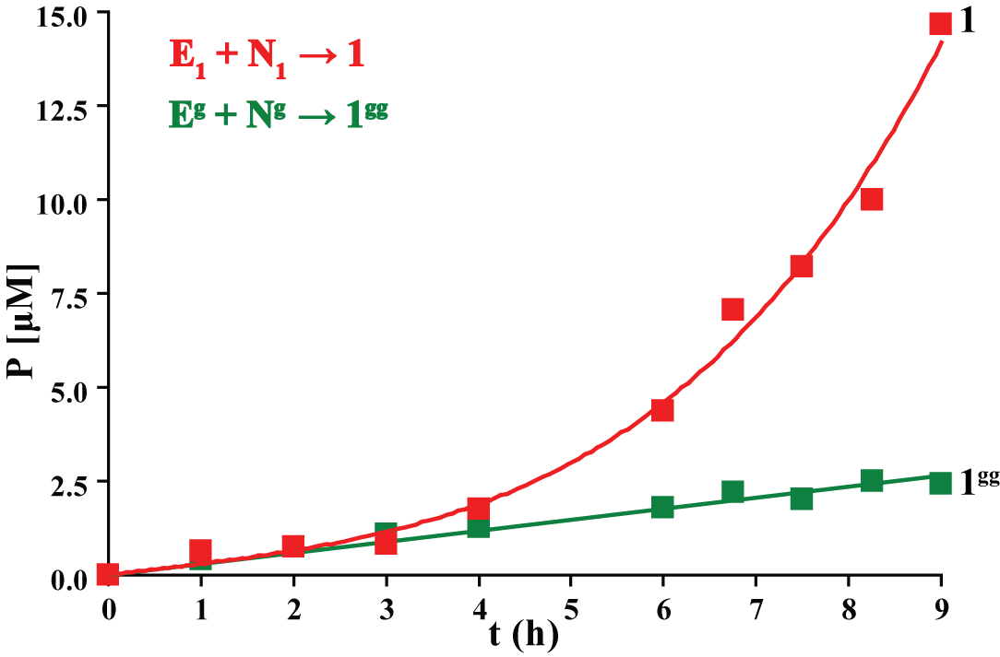 15.0
12.5
10.0
7.5
5.0
2.5
0.0
P [µM]
E₁ + N₁ → 1
Eᵍ + Nᵍ → 1ᵍᵍ
1
1ᵍᵍ
0 1 2 3 4 5 6 7 8 9
t (h)